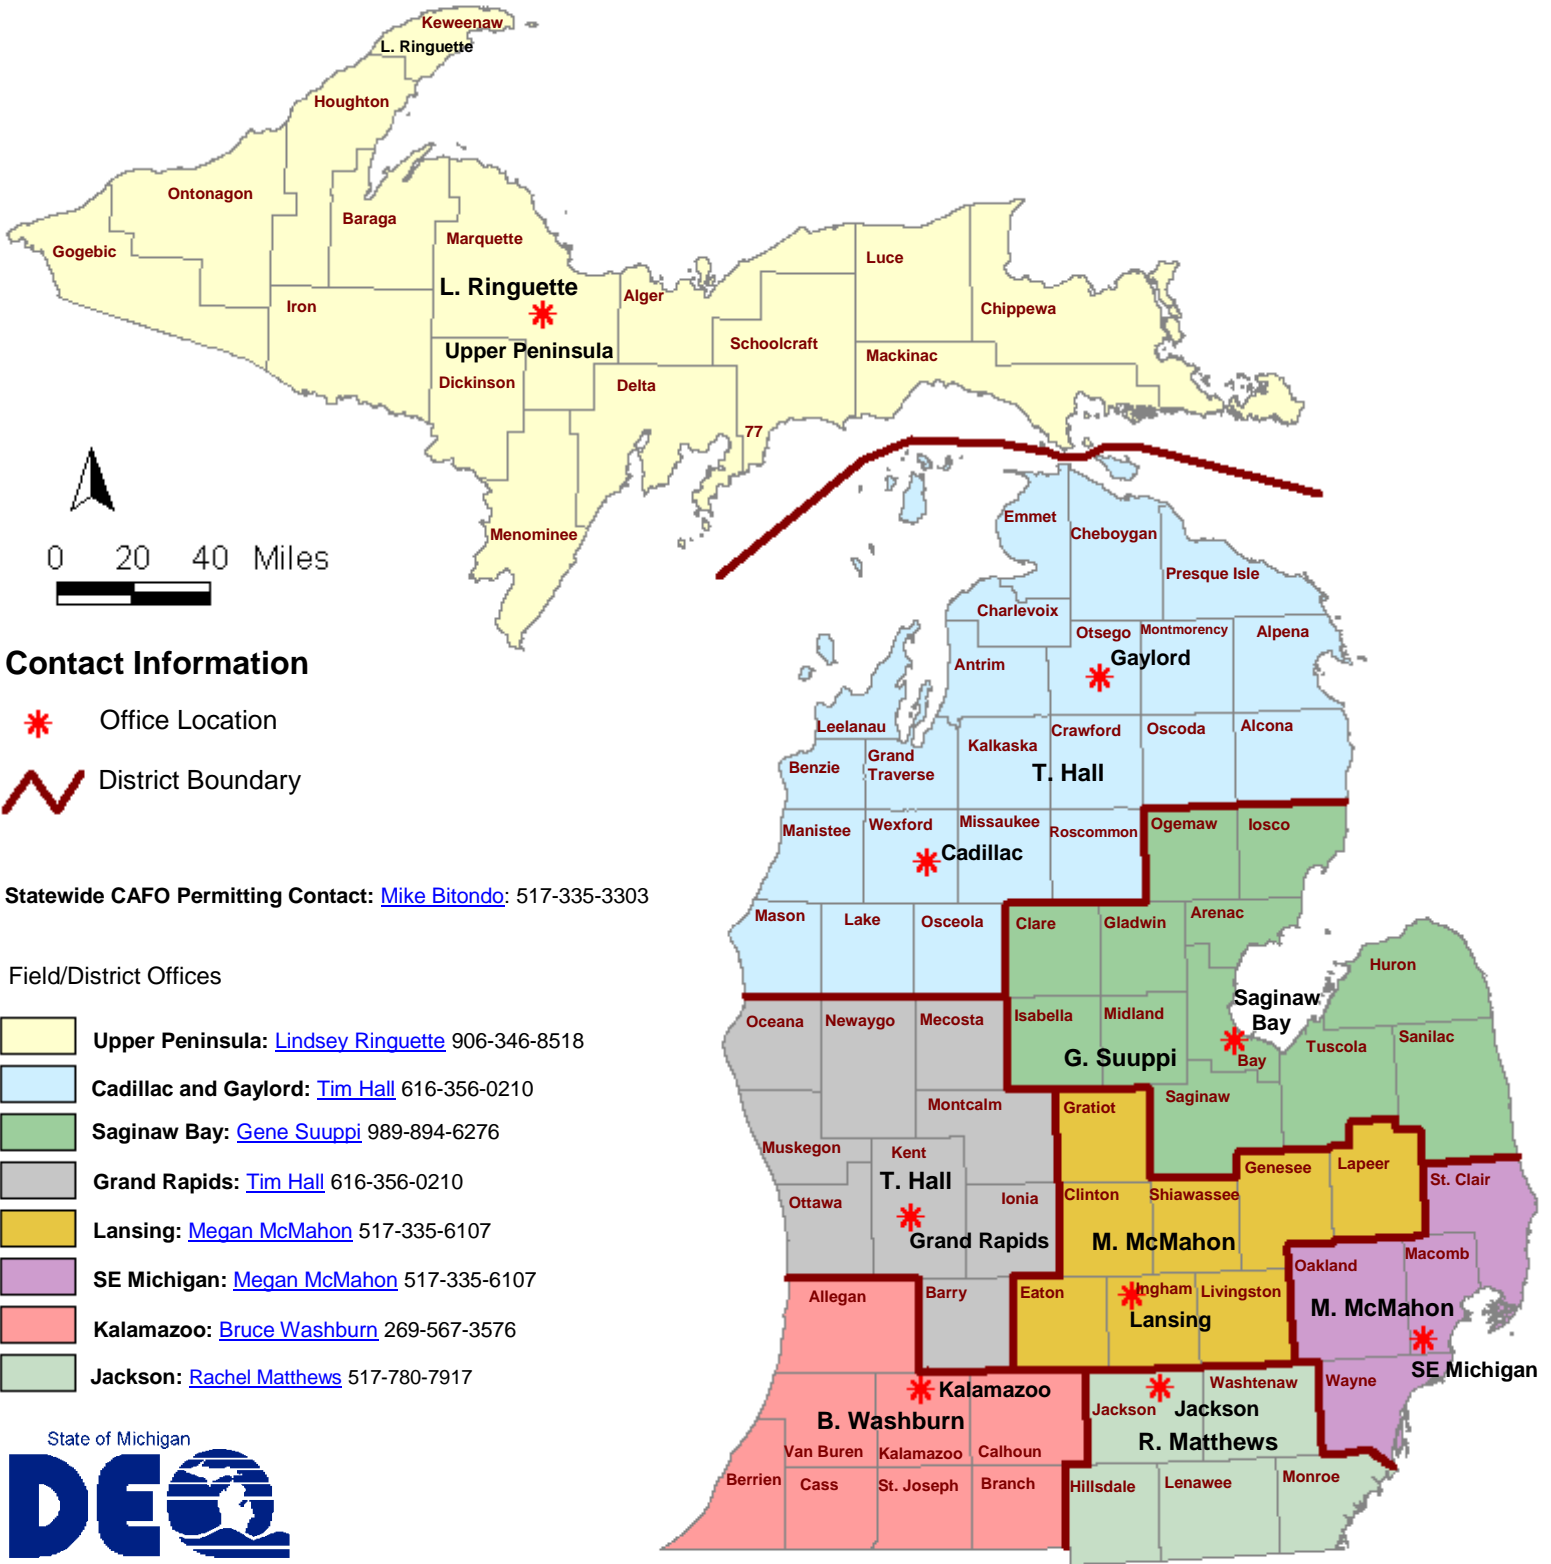 Keweenaw
L. Ringuette
Houghton
Ontonagon
Baraga
Gogebic
Marquette
Iron
L. Ringuette
Alger
Luce
Chippewa
Upper Peninsula
Schoolcraft
Mackinac
Dickinson
Delta
77
Menominee
0 20 40 Miles
Emmet
Cheboygan
Presque Isle
Charlevoix
Otsego
Montmorency
Alpena
Antrim
Gaylord
Contact Information
Office Location
District Boundary
Leelanau
Benzie
Grand
Traverse
Kalkaska
Crawford
Oscoda
Alcona
T. Hall
Manistee
Wexford
Missaukee
Roscommon
Ogemaw
Iosco
Cadillac
Statewide CAFO Permitting Contact: Mike Bitondo: 517-335-3303
Mason
Lake
Osceola
Clare
Gladwin
Arenac
Huron
Field/District Offices
Saginaw
Bay
Oceana
Newaygo
Mecosta
Isabella
Midland
G. Suuppi
Bay
Tuscola
Sanilac
Upper Peninsula: Lindsey Ringuette 906-346-8518
Cadillac and Gaylord: Tim Hall 616-356-0210
Saginaw Bay: Gene Suuppi 989-894-6276
Grand Rapids: Tim Hall 616-356-0210
Lansing: Megan McMahon 517-335-6107
SE Michigan: Megan McMahon 517-335-6107
Kalamazoo: Bruce Washburn 269-567-3576
Jackson: Rachel Matthews 517-780-7917
Montcalm
Gratiot
Saginaw
Muskegon
Kent
T. Hall
Ottawa
Ionia
Grand Rapids
Clinton
Shiawassee
Genesee
Lapeer
St. Clair
M. McMahon
Oakland
Macomb
Allegan
Barry
Eaton
Ingham
Livingston
Lansing
M. McMahon
SE Michigan
Kalamazoo
B. Washburn
Jackson
Washtenaw
Wayne
Jackson
R. Matthews
Van Buren
Kalamazoo
Calhoun
Berrien
Cass
St. Joseph
Branch
Hillsdale
Lenawee
Monroe
State of Michigan
DEQ